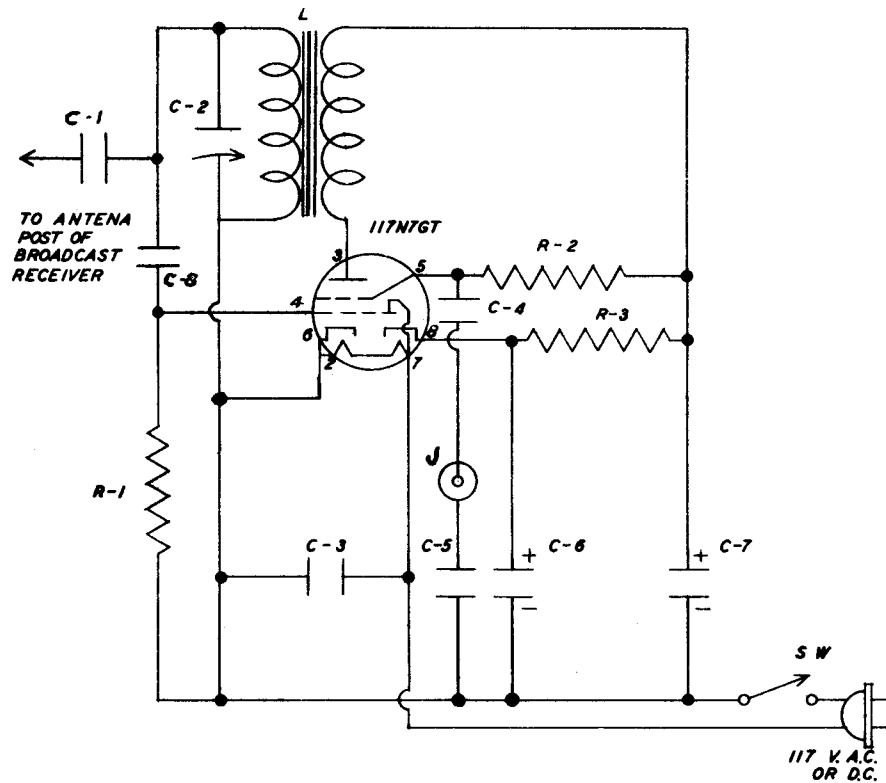 L
C-2
C-1
TO ANTENA
POST OF
BROADCAST
RECEIVER
C-8
117N7GT
3
5
R-2
4
C-4
R-3
6
8
2
7
J
R-1
C-3
C-5
+
C-6
+
C-7
-
-
SW
117 V. A.C.
OR D.C.